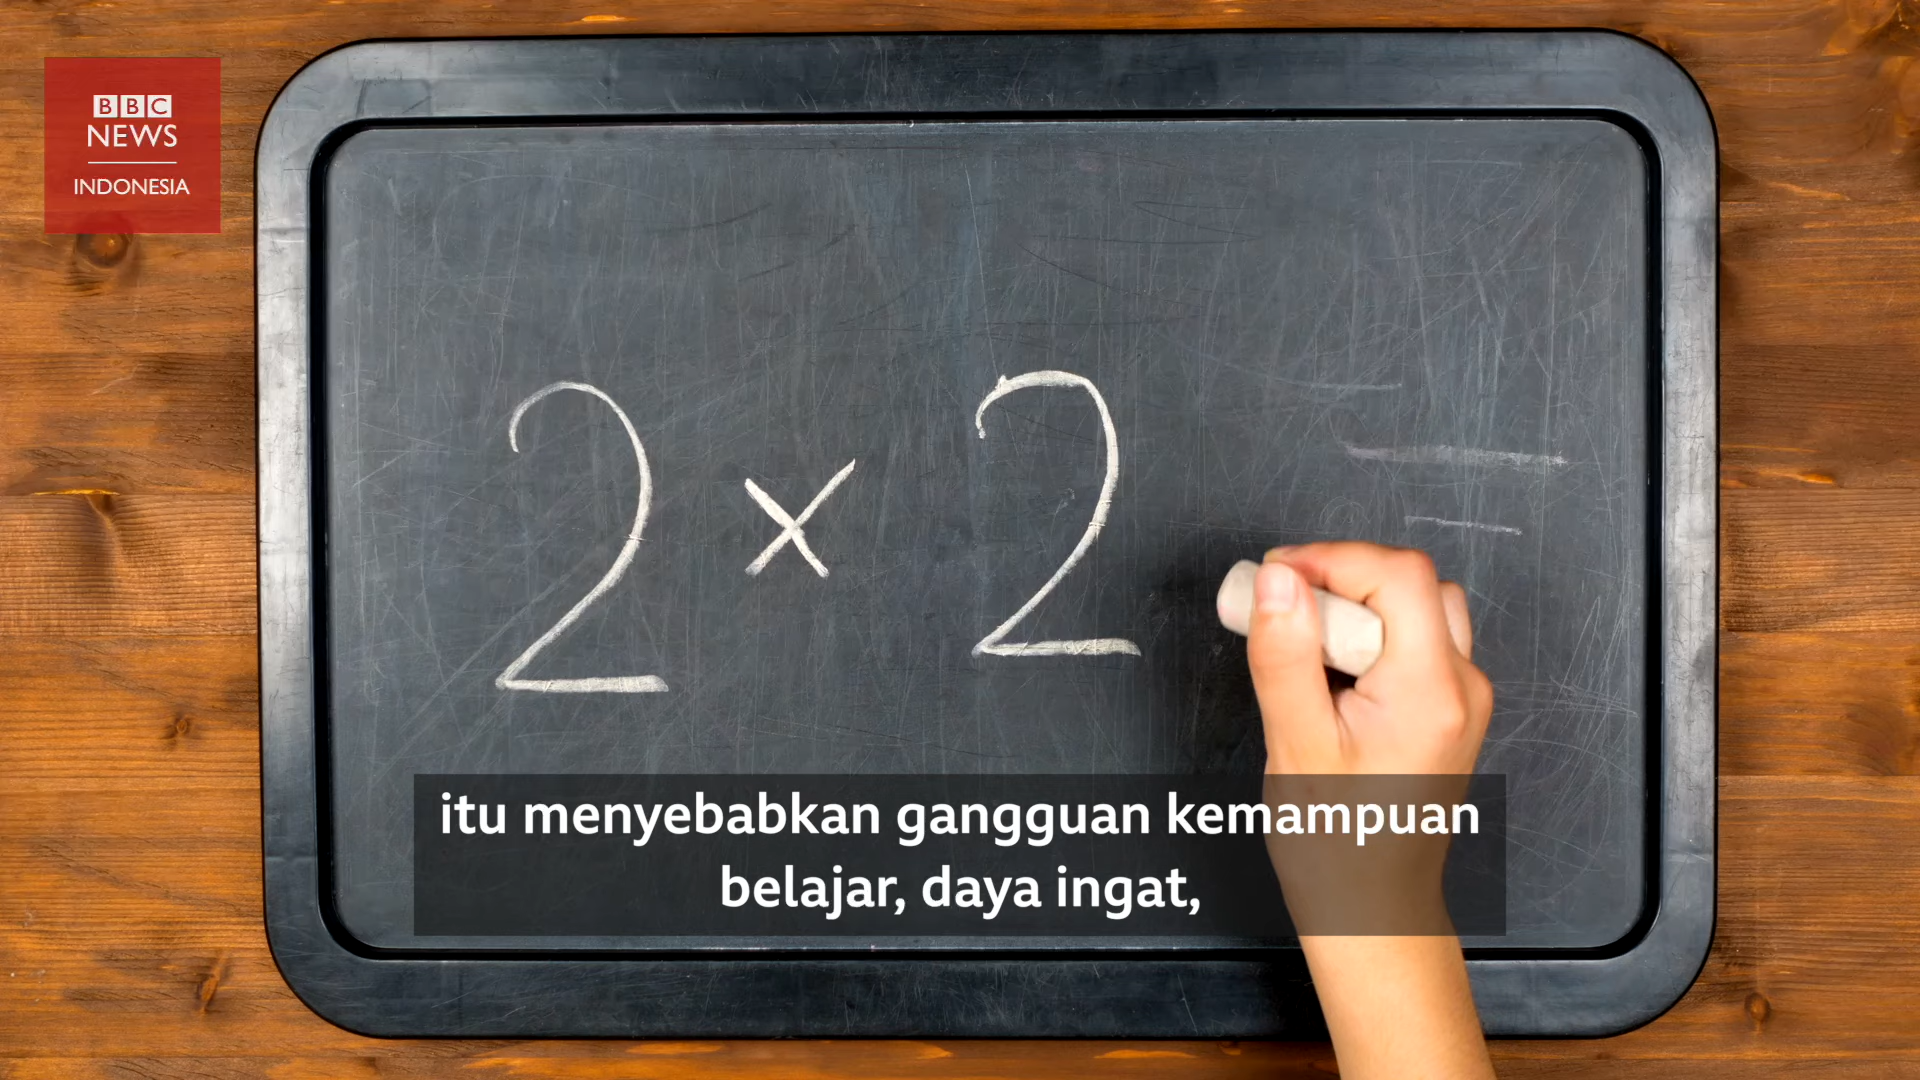 BBC
NEWS
INDONESIA
2 × 2 =
itu menyebabkan gangguan kemampuan
belajar, daya ingat,